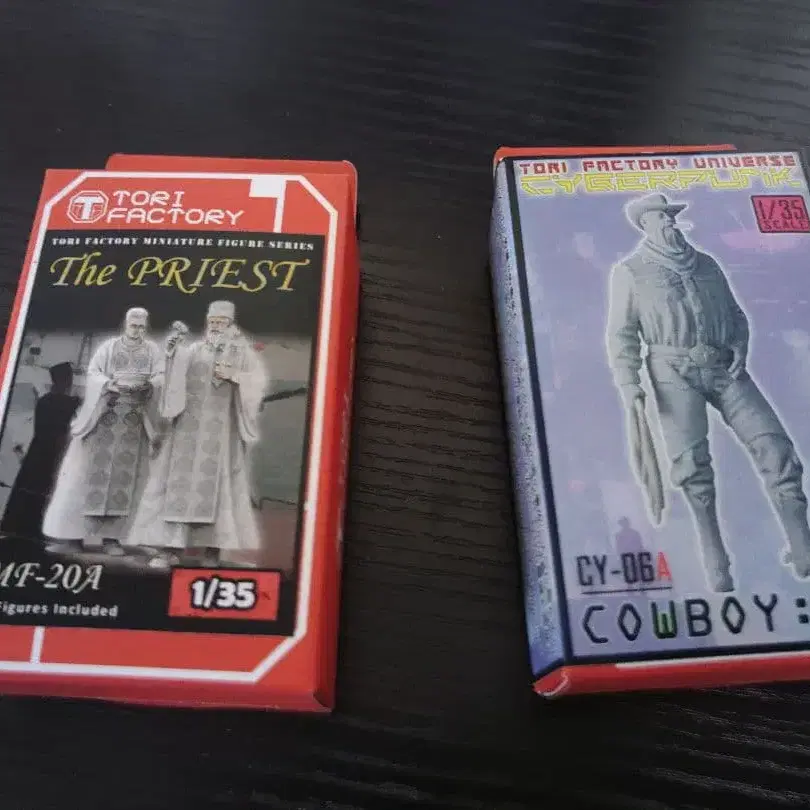 TORI
FACTORY
TORI FACTORY MINIATURE FIGURE SERIES
The PRIEST
MF-20A
Figures Included
1/35
TORI FACTORY UNIVERSE
CYBERPUNK
1/35
SCALE
CY-06A
COWBOY: